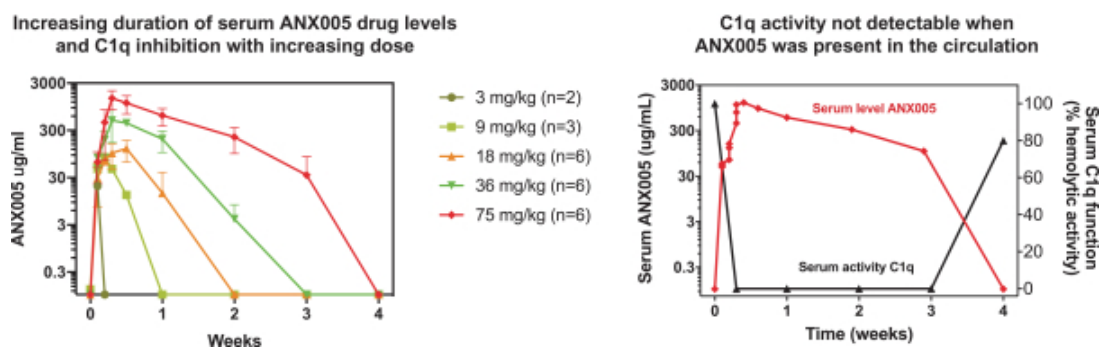 Increasing duration of serum ANX005 drug levels
and C1q inhibition with increasing dose
ANX005 ug/ml
3000
300
30
3
0.3
0 1 2 3 4
Weeks
3 mg/kg (n=2)
9 mg/kg (n=3)
18 mg/kg (n=6)
36 mg/kg (n=6)
75 mg/kg (n=6)
C1q activity not detectable when
ANX005 was present in the circulation
Serum ANX005 (ug/mL)
3000
300
30
3
0.3
Serum level ANX005
Serum activity C1q
0 1 2 3 4
Time (weeks)
100
80
60
40
20
0
Serum C1q function
(% hemolytic activity)